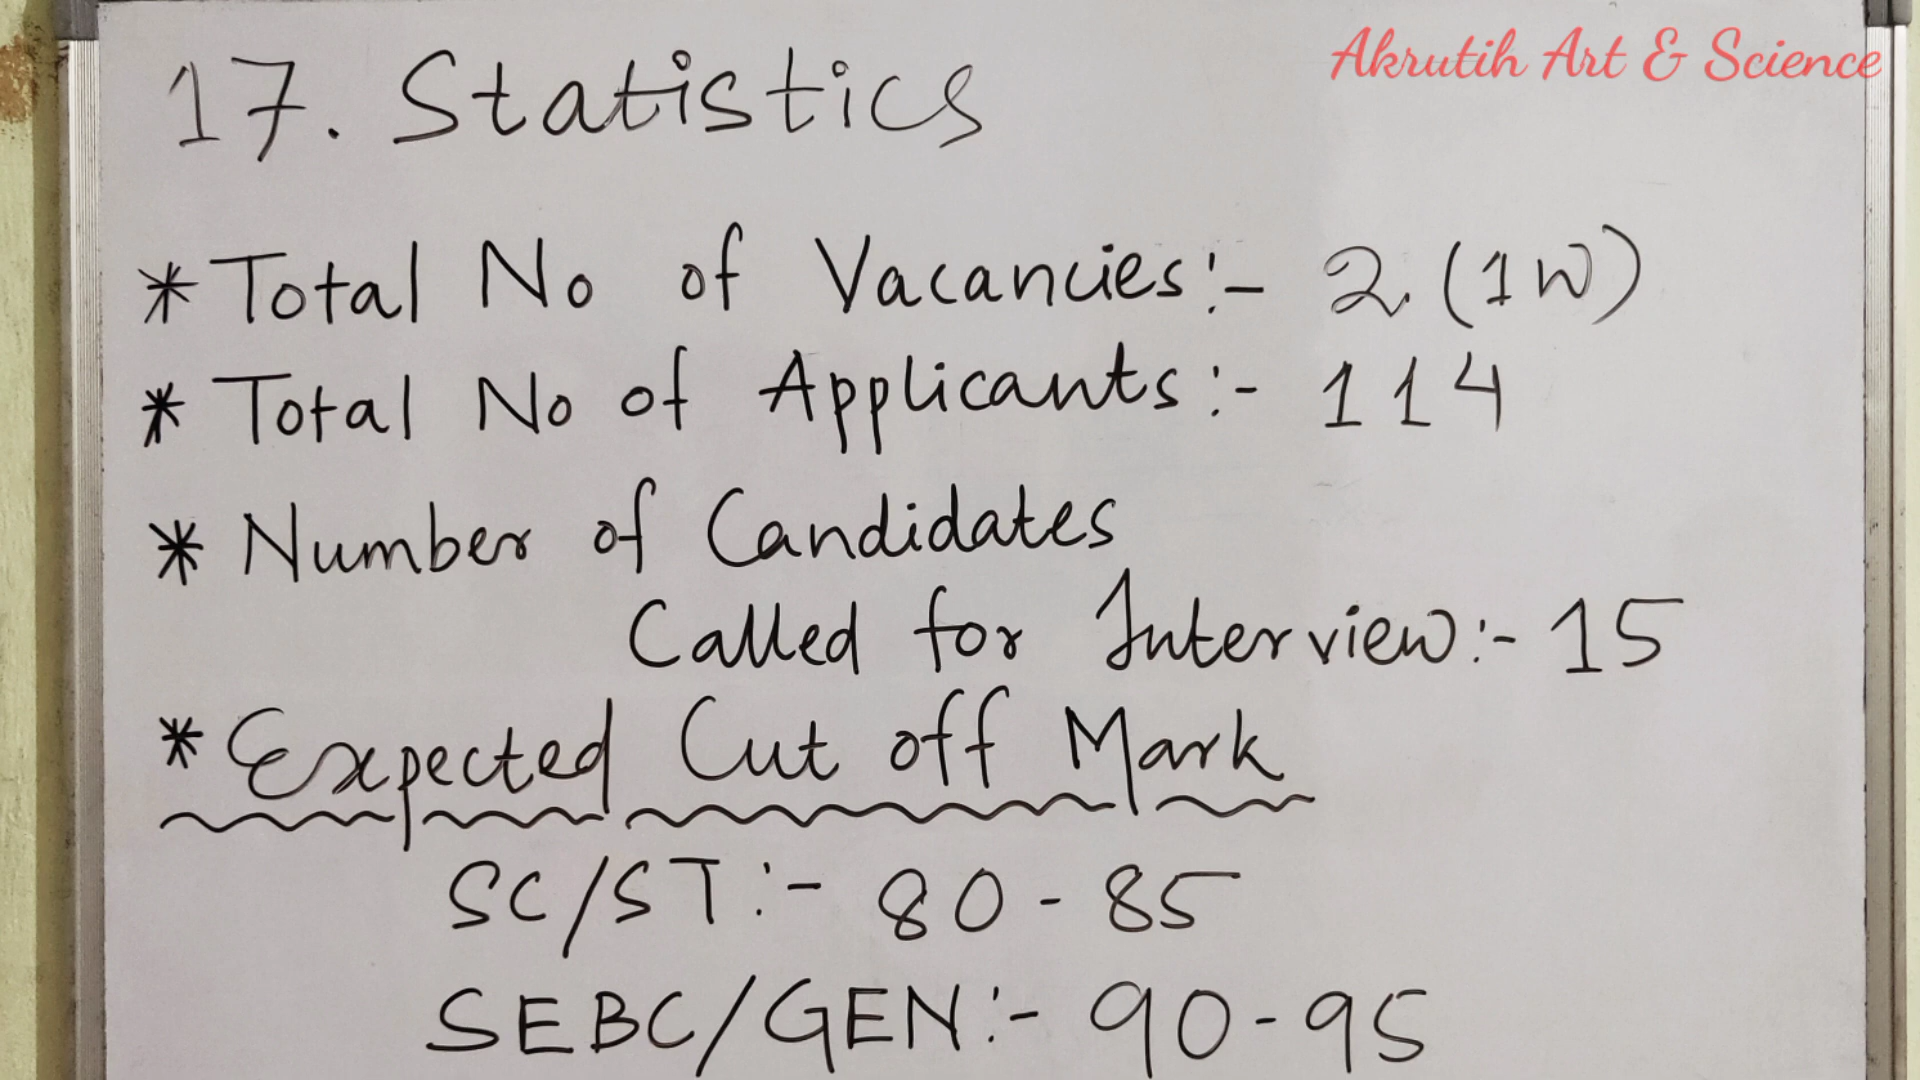 Akrutih Art & Science
17. Statistics
* Total No of Vacancies:- 2 (1W)
* Total No of Applicants:- 114
* Number of Candidates
Called for Interview:- 15
* Expected Cut off Mark
SC/ST:- 80-85
SEBC/GEN:- 90-95